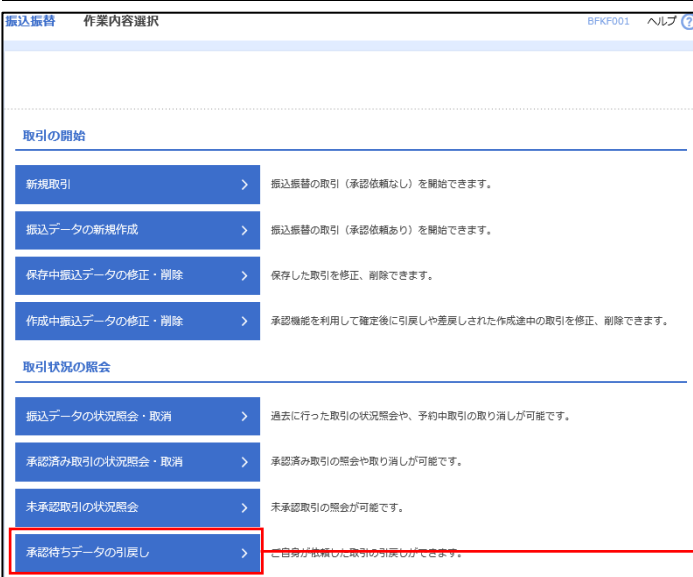 振込振替 作業内容選択 BFKF001 ヘルプ ?
取引の開始
新規取引 振込振替の取引（承認依頼なし）を開始できます。
振込データの新規作成 振込振替の取引（承認依頼あり）を開始できます。
保存中振込データの修正・削除 保存した取引を修正、削除できます。
作成中振込データの修正・削除 承認機能を利用して確定後に引戻しや差戻しされた作成途中の取引を修正、削除できます。
取引状況の照会
振込データの状況照会・取消 過去に行った取引の状況照会や、予約中取引の取り消しが可能です。
承認済み取引の状況照会・取消 承認済み取引の照会や取り消しが可能です。
未承認取引の状況照会 未承認取引の照会が可能です。
承認待ちデータの引戻し ご自身が依頼した取引の引戻しができます。